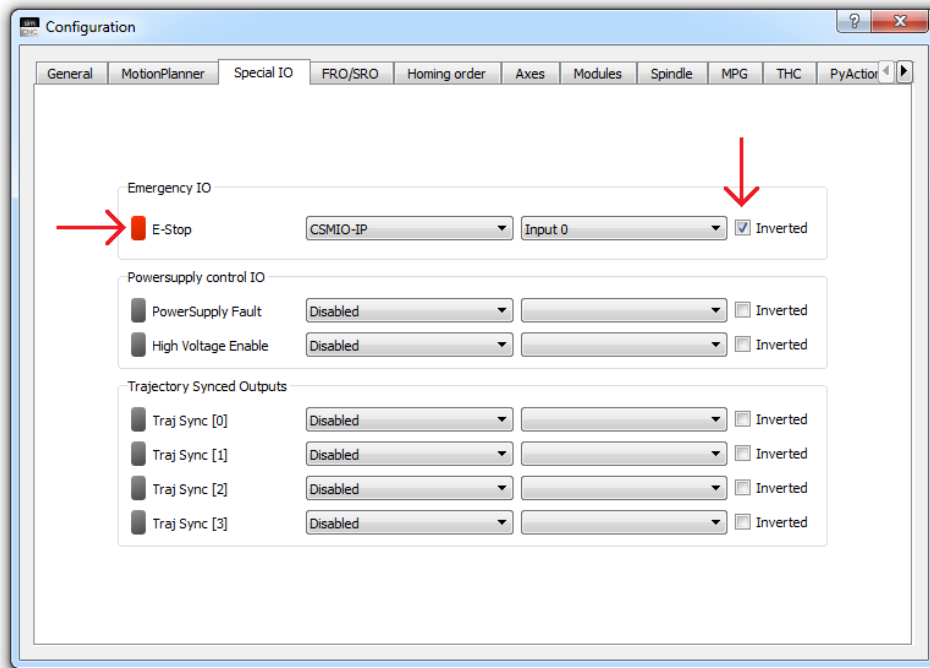 Configuration
General MotionPlanner Special IO FRO/SRO Homing order Axes Modules Spindle MPG THC PyAction
Emergency IO
E-Stop CSMIO-IP Input 0 Inverted
Powersupply control IO
PowerSupply Fault Disabled Inverted
High Voltage Enable Disabled Inverted
Trajectory Synced Outputs
Traj Sync [0] Disabled Inverted
Traj Sync [1] Disabled Inverted
Traj Sync [2] Disabled Inverted
Traj Sync [3] Disabled Inverted